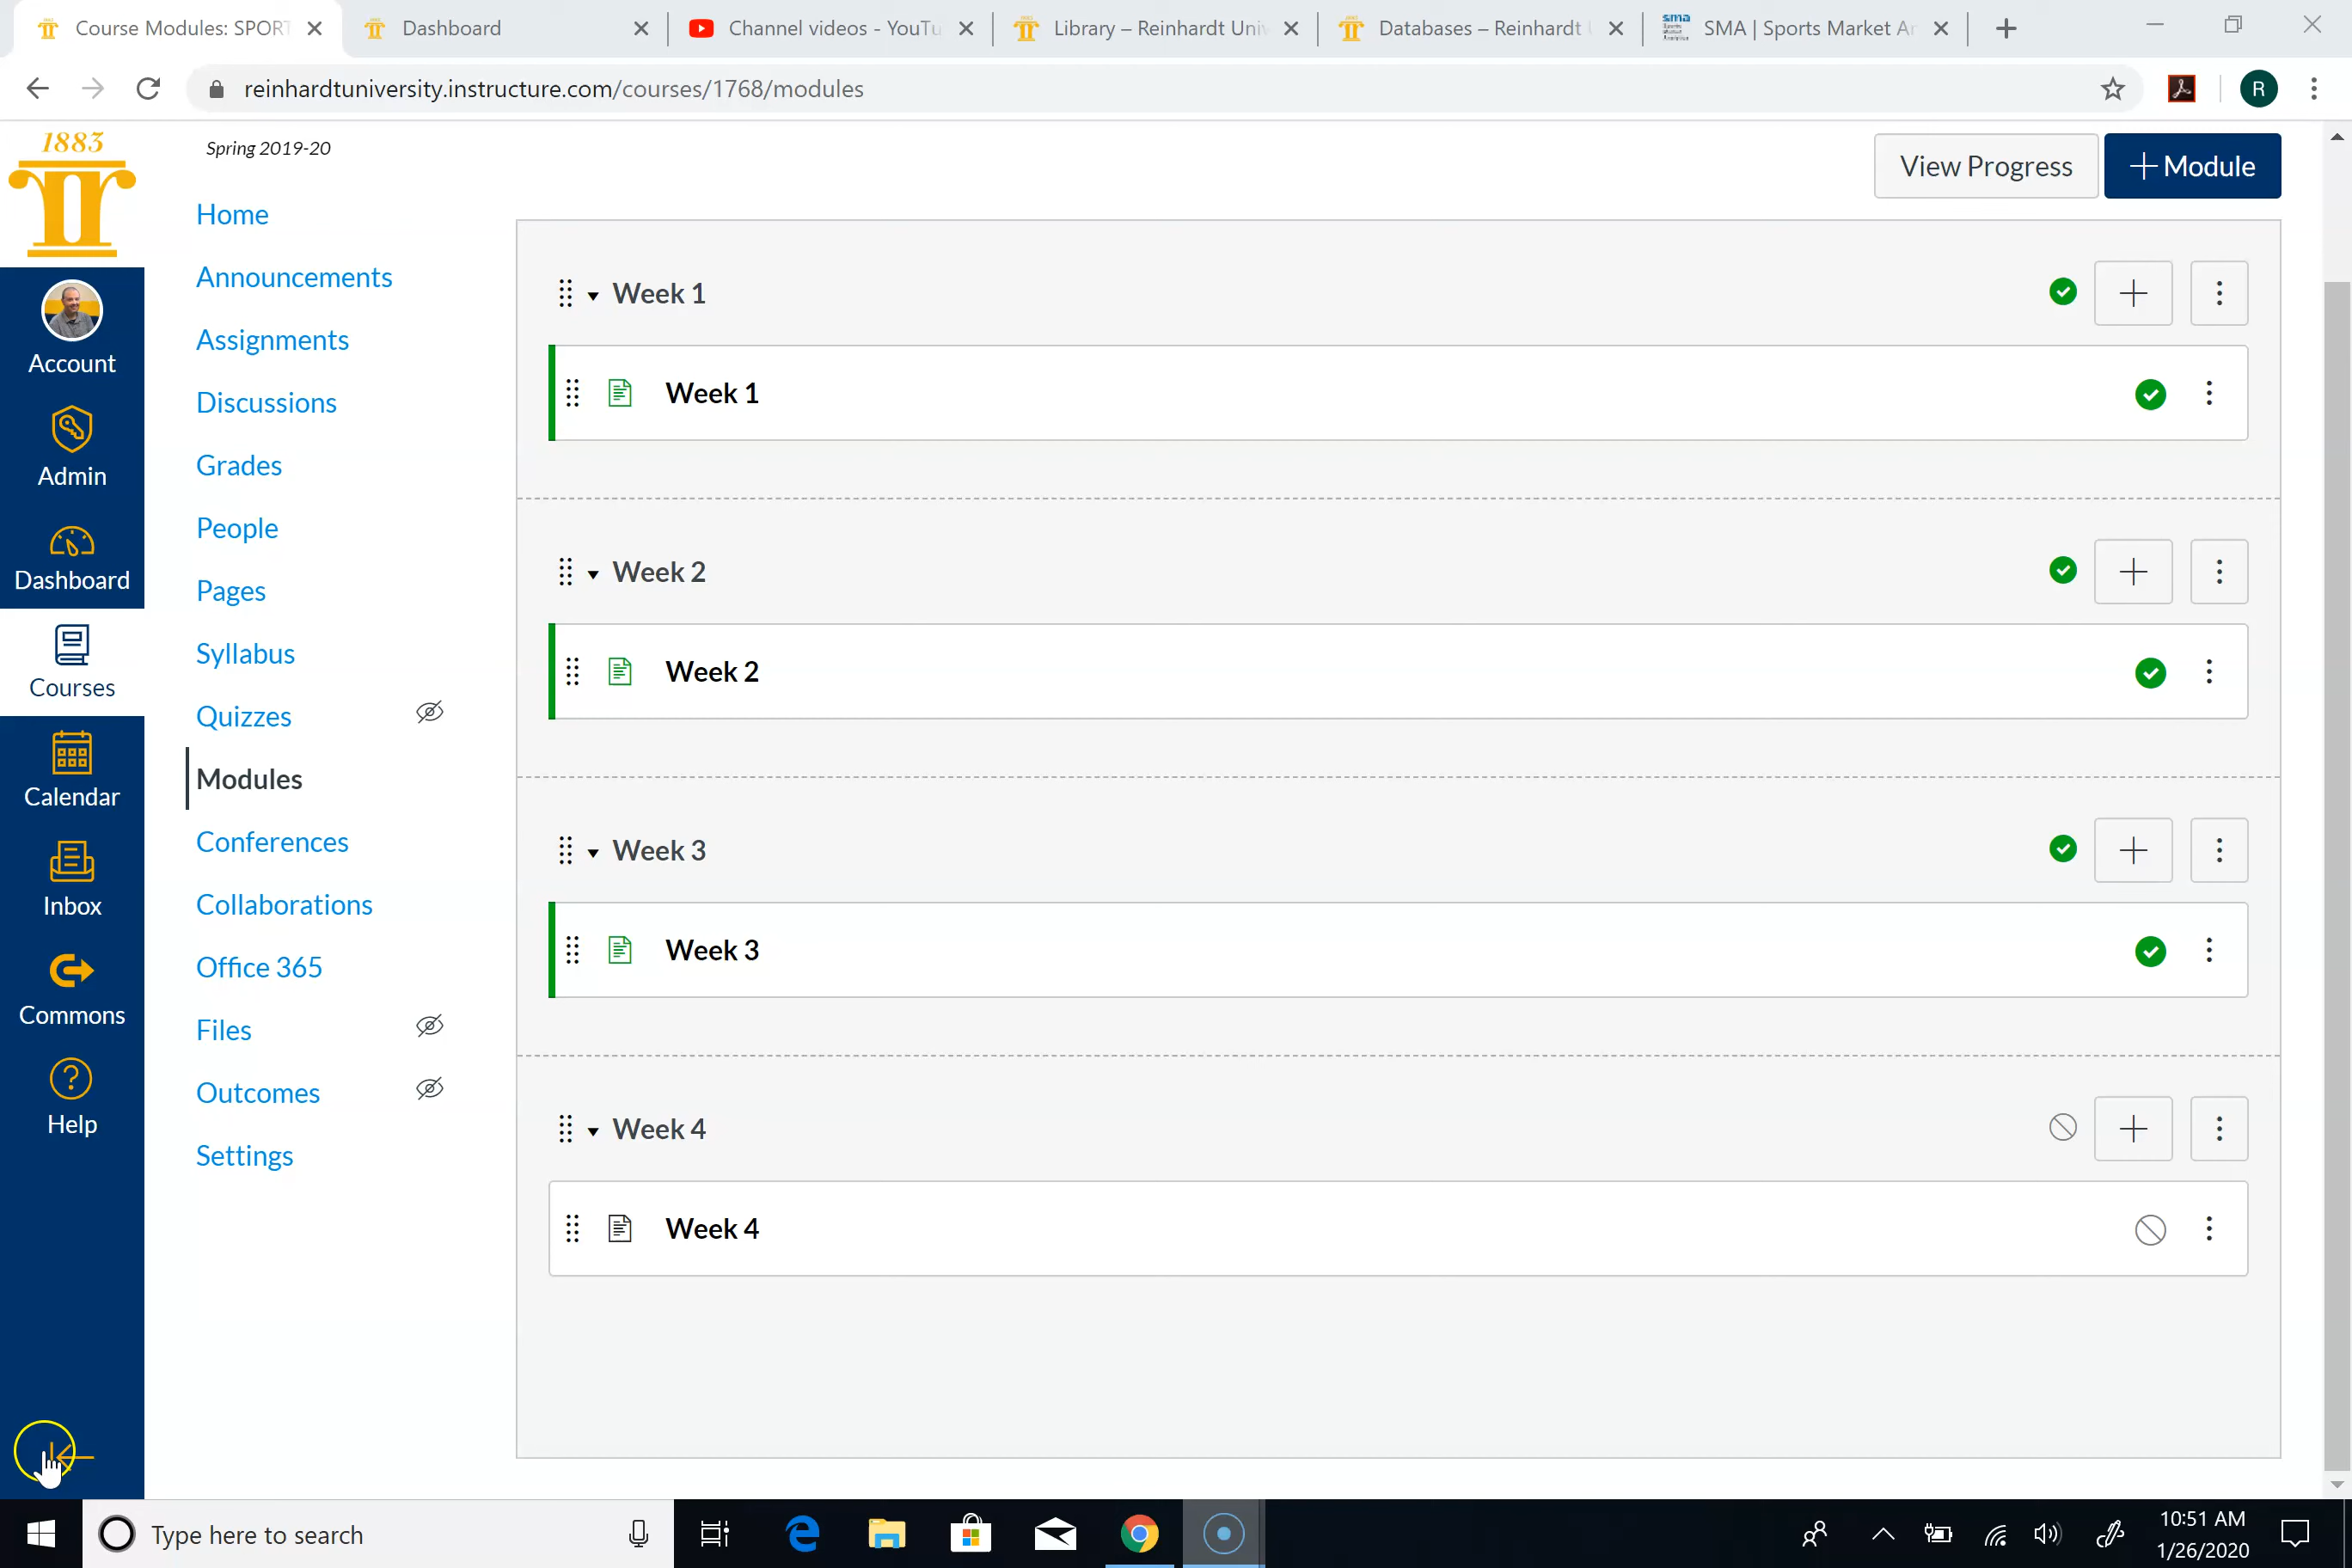 Course Modules: SPORT
Dashboard
Channel videos - YouTu
Library – Reinhardt Univ
Databases – Reinhardt
sma
SMA | Sports Market An
reinhardtuniversity.instructure.com/courses/1768/modules
R
1883
Spring 2019-20
View Progress
+ Module
Account
Admin
Dashboard
Courses
Calendar
Inbox
Commons
Help
Home
Announcements
Assignments
Discussions
Grades
People
Pages
Syllabus
Quizzes
Modules
Conferences
Collaborations
Office 365
Files
Outcomes
Settings
Week 1
Week 1
Week 2
Week 2
Week 3
Week 3
Week 4
Week 4
Type here to search
10:51 AM
1/26/2020